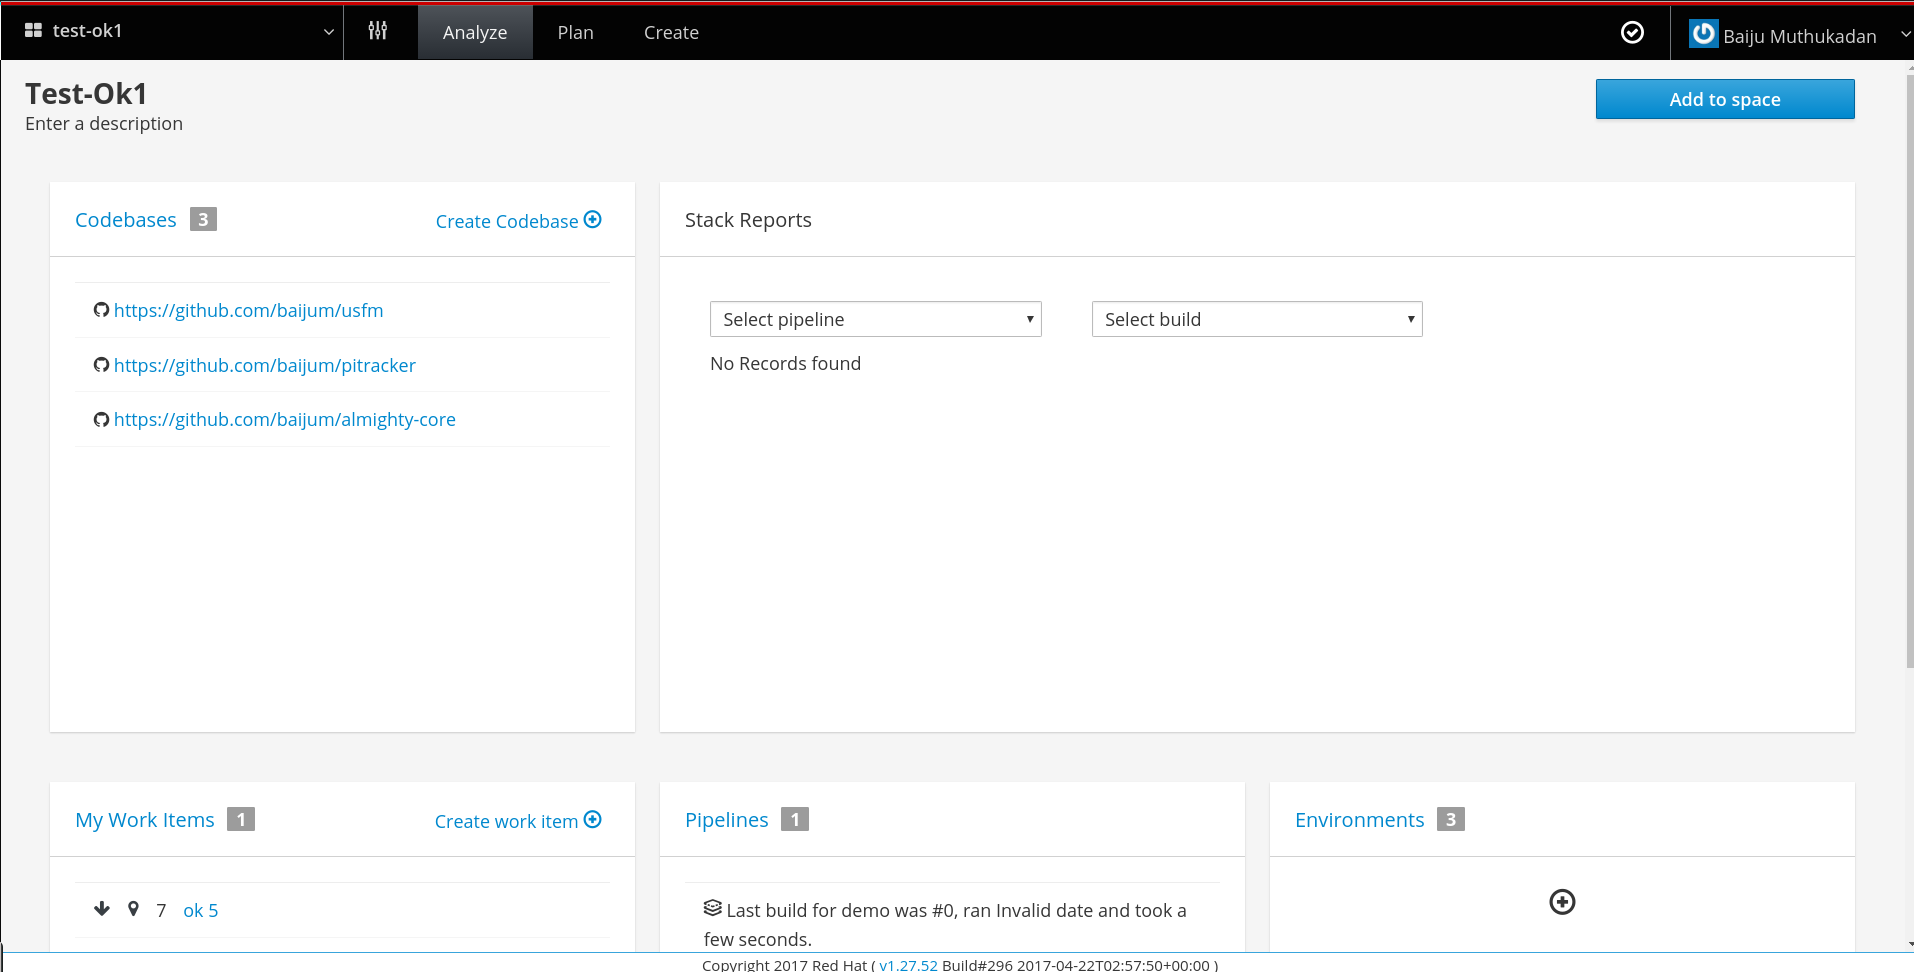 test-ok1
Analyze
Plan
Create
Baiju Muthukadan
Test-Ok1
Enter a description
Add to space
Codebases 3
Create Codebase
https://github.com/baijum/usfm
https://github.com/baijum/pitracker
https://github.com/baijum/almighty-core
Stack Reports
Select pipeline
Select build
No Records found
My Work Items 1
Create work item
7 ok 5
Pipelines 1
Last build for demo was #0, ran Invalid date and took a
few seconds.
Environments 3
Copyright 2017 Red Hat ( v1.27.52 Build#296 2017-04-22T02:57:50+00:00 )